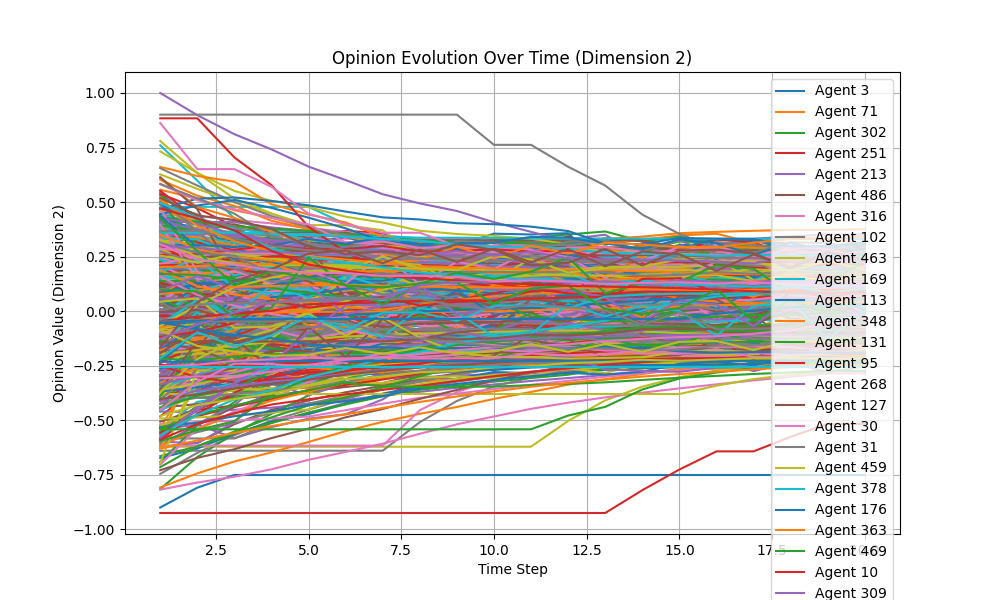 Opinion Evolution Over Time (Dimension 2)
Opinion Value (Dimension 2)
1.00
0.75
0.50
0.25
0.00
−0.25
−0.50
−0.75
−1.00
2.5
5.0
7.5
10.0
12.5
15.0
Time Step
Agent 3
Agent 71
Agent 302
Agent 251
Agent 213
Agent 486
Agent 316
Agent 102
Agent 463
Agent 169
Agent 113
Agent 348
Agent 131
Agent 95
Agent 268
Agent 127
Agent 30
Agent 31
Agent 459
Agent 378
Agent 176
Agent 363
Agent 469
Agent 10
Agent 309